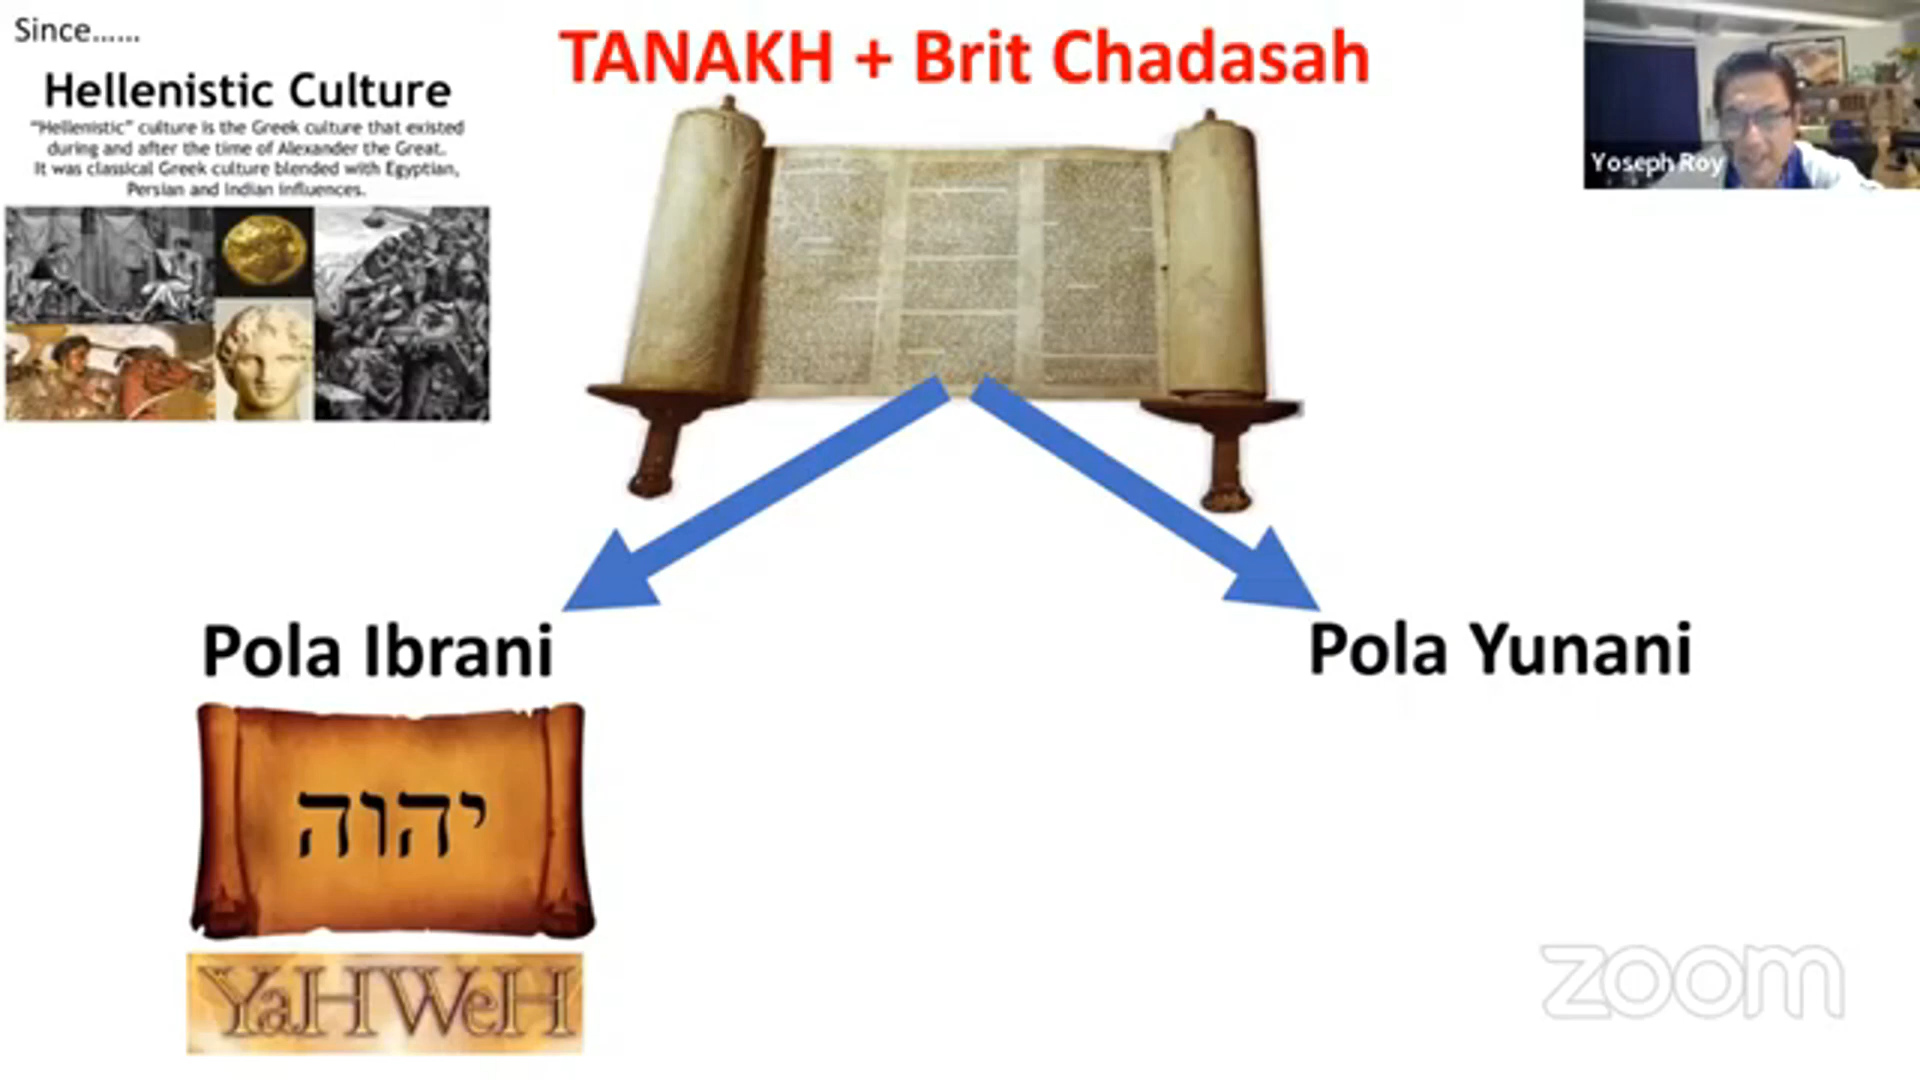 Since......
TANAKH + Brit Chadasah
Hellenistic Culture
"Hellenistic" culture is the Greek culture that existed
during and after the time of Alexander the Great.
It was classical Greek culture blended with Egyptian,
Persian and Indian influences.
Yoseph Roy
Pola Ibrani
Pola Yunani
יהוה
YaHWeH
zoom